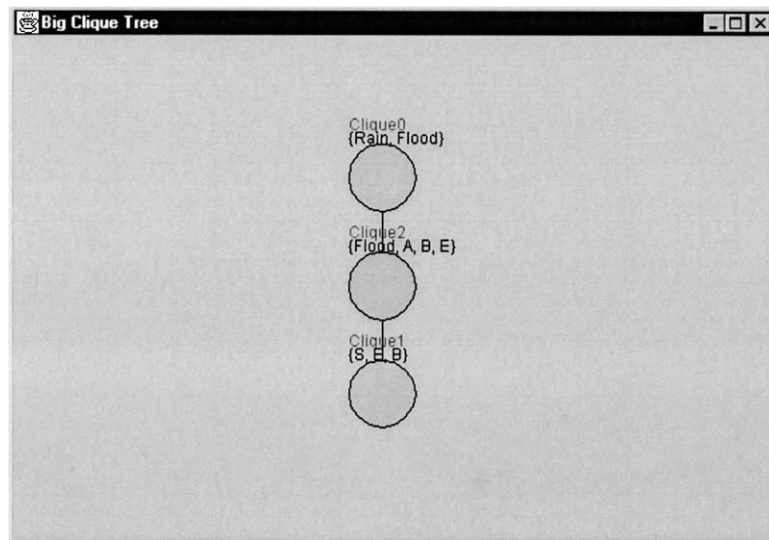 Big Clique Tree
Clique0
{Rain, Flood}
Clique2
{Flood, A, B, E}
Clique1
{S, E, B}